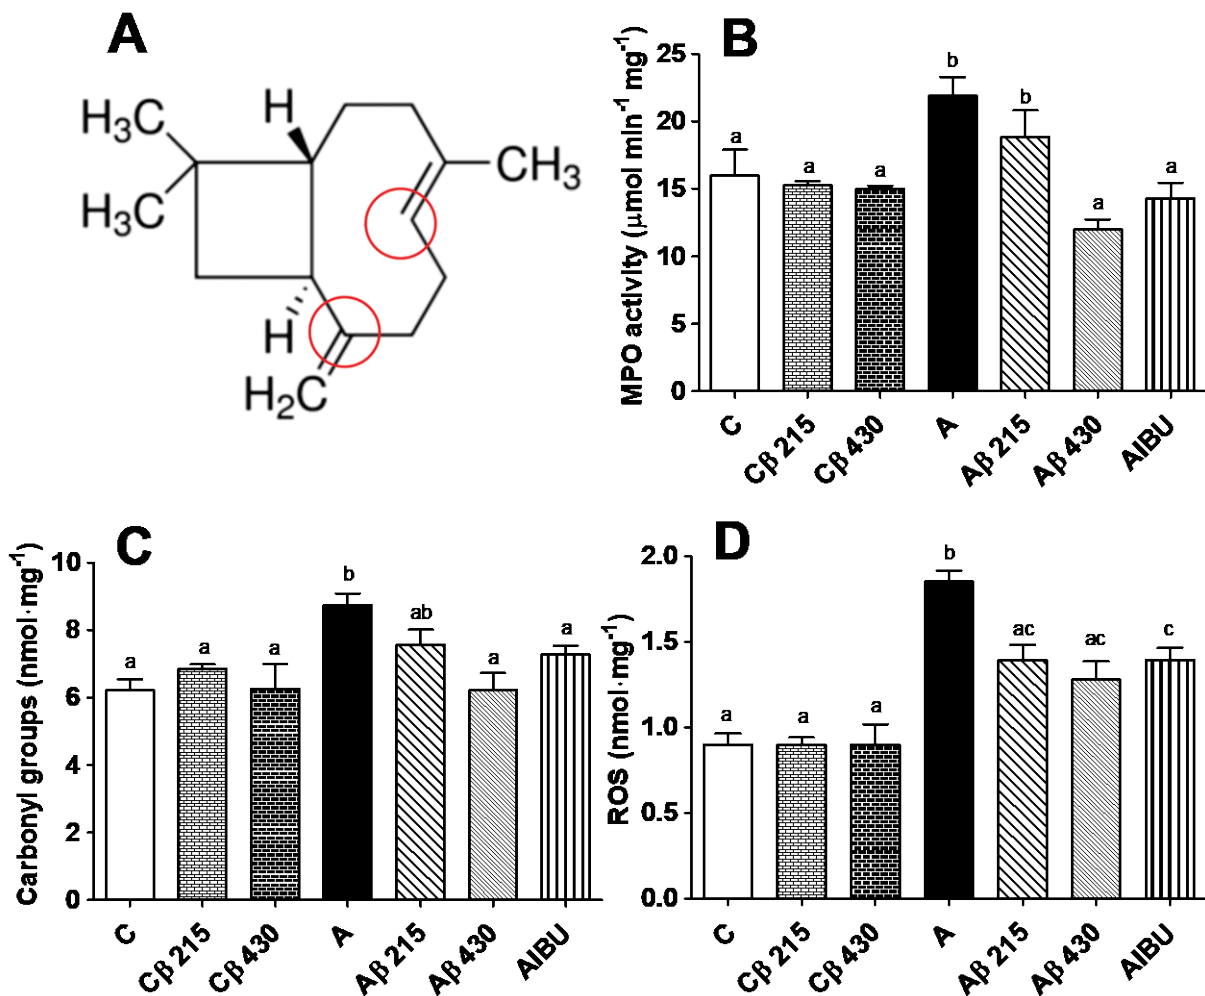 A
H₃C
H₃C
H
CH₃
H
H₂C
B
MPO activity (μmol min⁻¹ mg⁻¹)
25
20
15
10
5
0
a
a
a
b
b
a
a
C
Cβ 215
Cβ 430
A
Aβ 215
Aβ 430
AIBU
C
Carbonyl groups (nmol·mg⁻¹)
10
8
6
4
2
0
a
a
a
b
ab
a
a
C
Cβ 215
Cβ 430
A
Aβ 215
Aβ 430
AIBU
D
ROS (nmol·mg⁻¹)
2.0
1.5
1.0
0.5
0.0
a
a
a
b
ac
ac
c
C
Cβ 215
Cβ 430
A
Aβ 215
Aβ 430
AIBU